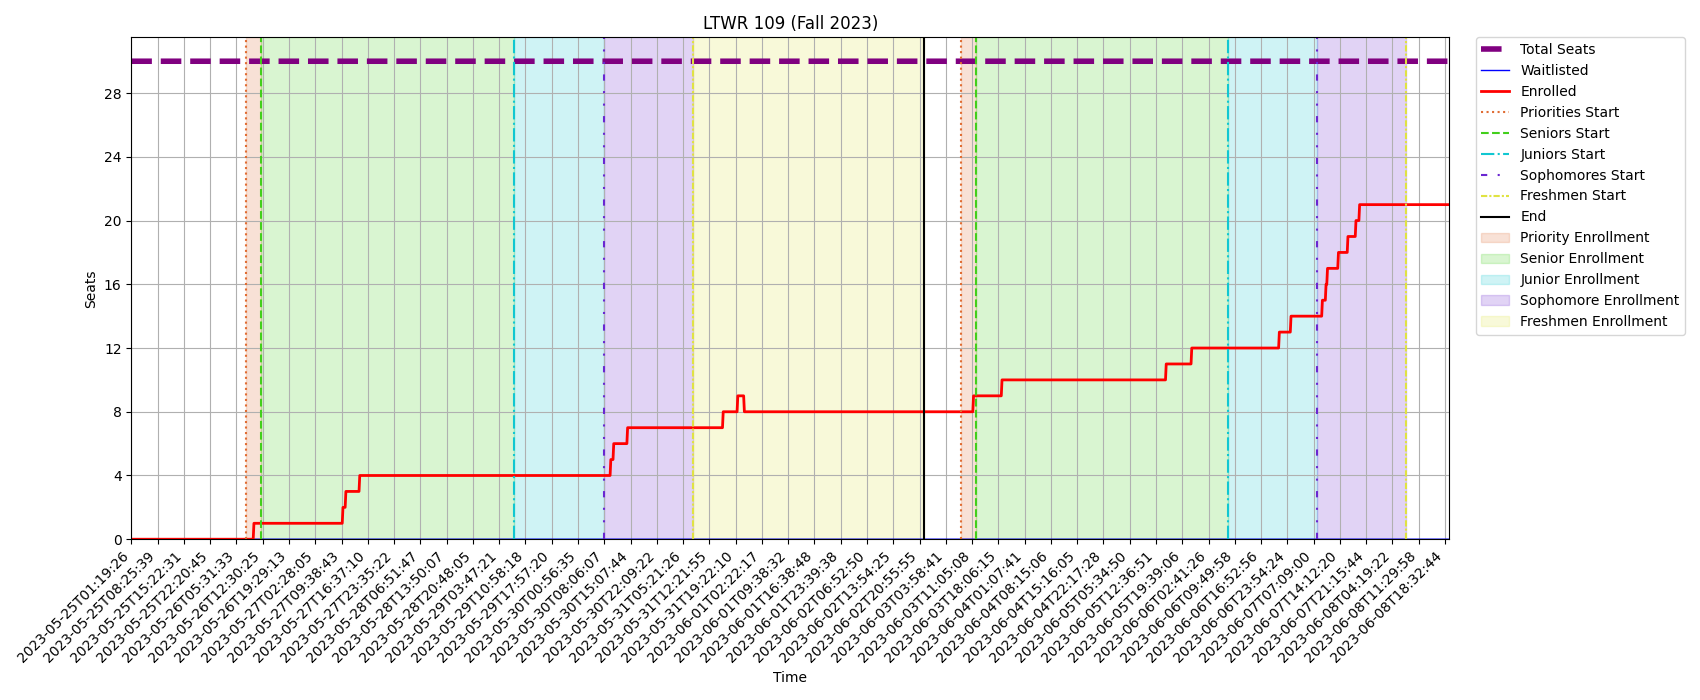 LTWR 109 (Fall 2023)
Seats
28
24
20
16
12
8
4
0
2023-05-25T01:19:26
2023-05-25T08:25:39
2023-05-25T15:22:31
2023-05-25T22:20:45
2023-05-26T05:31:33
2023-05-26T12:30:25
2023-05-26T19:29:13
2023-05-27T02:28:05
2023-05-27T09:38:43
2023-05-27T16:37:10
2023-05-27T23:35:22
2023-05-28T06:51:47
2023-05-28T13:50:07
2023-05-28T20:48:05
2023-05-29T03:47:21
2023-05-29T10:58:18
2023-05-29T17:57:20
2023-05-30T00:56:35
2023-05-30T08:06:07
2023-05-30T15:07:44
2023-05-30T22:09:22
2023-05-31T05:21:26
2023-05-31T12:21:55
2023-05-31T19:22:10
2023-06-01T02:22:17
2023-06-01T09:38:32
2023-06-01T16:38:48
2023-06-01T23:39:38
2023-06-02T06:52:50
2023-06-02T13:54:25
2023-06-02T20:55:55
2023-06-03T03:58:41
2023-06-03T11:05:08
2023-06-03T18:06:15
2023-06-04T01:07:41
2023-06-04T08:15:06
2023-06-04T15:16:05
2023-06-04T22:17:28
2023-06-05T05:34:50
2023-06-05T12:36:51
2023-06-05T19:39:06
2023-06-06T02:41:26
2023-06-06T09:49:58
2023-06-06T16:52:56
2023-06-06T23:54:24
2023-06-07T07:09:00
2023-06-07T14:12:20
2023-06-07T21:15:44
2023-06-08T04:19:22
2023-06-08T11:29:58
2023-06-08T18:32:44
Time
Total Seats
Waitlisted
Enrolled
Priorities Start
Seniors Start
Juniors Start
Sophomores Start
Freshmen Start
End
Priority Enrollment
Senior Enrollment
Junior Enrollment
Sophomore Enrollment
Freshmen Enrollment